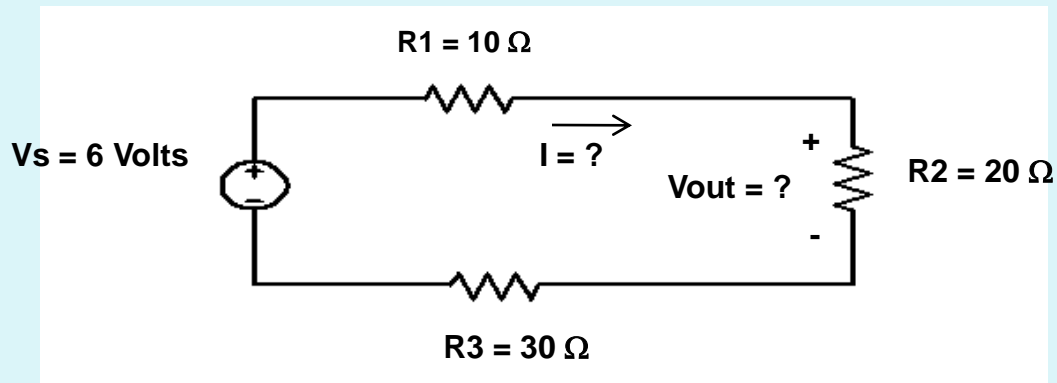 R1 = 10 Ω
Vs = 6 Volts
+
-
I = ?
+
Vout = ?
-
R2 = 20 Ω
R3 = 30 Ω